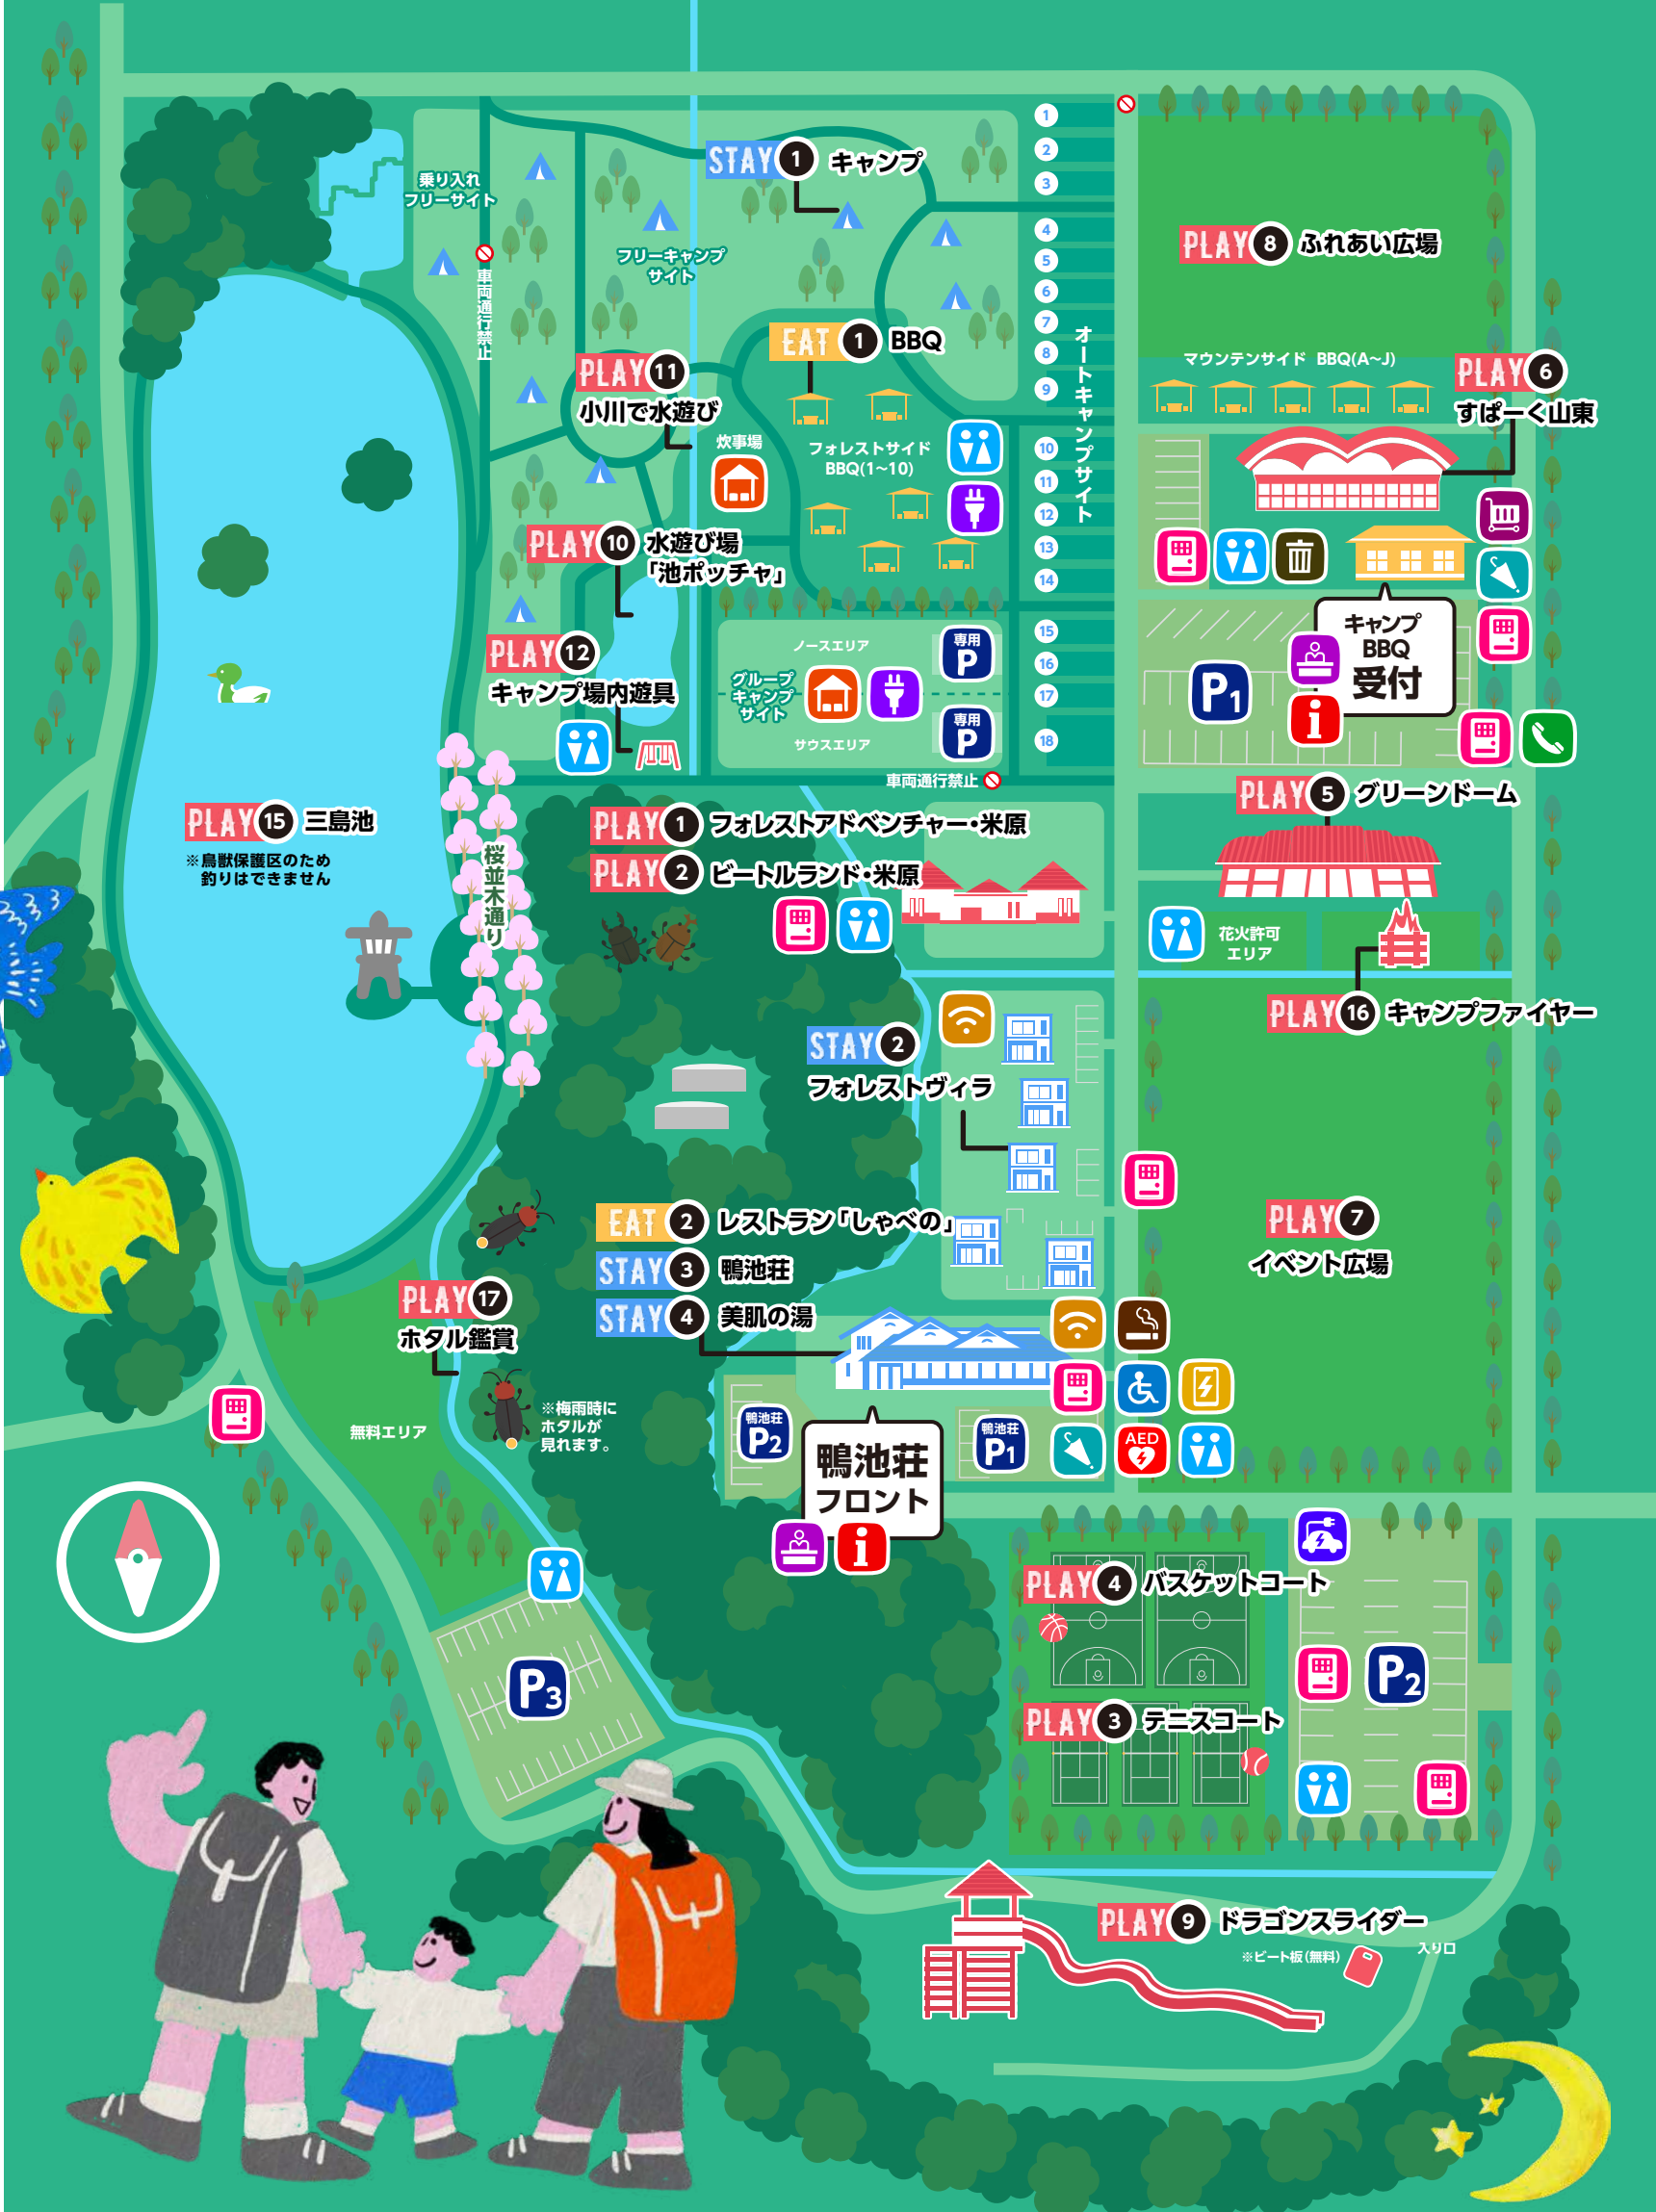 STAY 1 キャンプ
乗り入れ
フリーサイト
車両通行禁止
フリーキャンプ
サイト
1
2
3
4
5
6
7
8
9
10
11
12
13
14
15
16
17
18
オートキャンプサイト
PLAY 8 ふれあい広場
EAT 1 BBQ
マウンテンサイド BBQ(A~J)
PLAY 6
すぱーく山東
PLAY 11
小川で水遊び
炊事場
フォレストサイド
BBQ(1~10)
PLAY 10 水遊び場
「池ポッチャ」
キャンプ
BBQ
受付
P1
i
PLAY 12
キャンプ場内遊具
ノースエリア
グループ
キャンプ
サイト
サウスエリア
専用
P
専用
P
車両通行禁止
PLAY 5 グリーンドーム
PLAY 15 三島池
※鳥獣保護区のため
釣りはできません
桜並木通り
PLAY 1 フォレストアドベンチャー・米原
PLAY 2 ビートルランド・米原
花火許可
エリア
PLAY 16 キャンプファイヤー
STAY 2
フォレストヴィラ
PLAY 7
イベント広場
EAT 2 レストラン「しゃべの」
STAY 3 鴨池荘
STAY 4 美肌の湯
PLAY 17
ホタル鑑賞
※梅雨時に
ホタルが
見れます。
無料エリア
鴨池荘
P2
鴨池荘
P1
AED
鴨池荘
フロント
i
PLAY 4 バスケットコート
P2
P3
PLAY 3 テニスコート
PLAY 9 ドラゴンスライダー
※ビート板(無料)
入り口